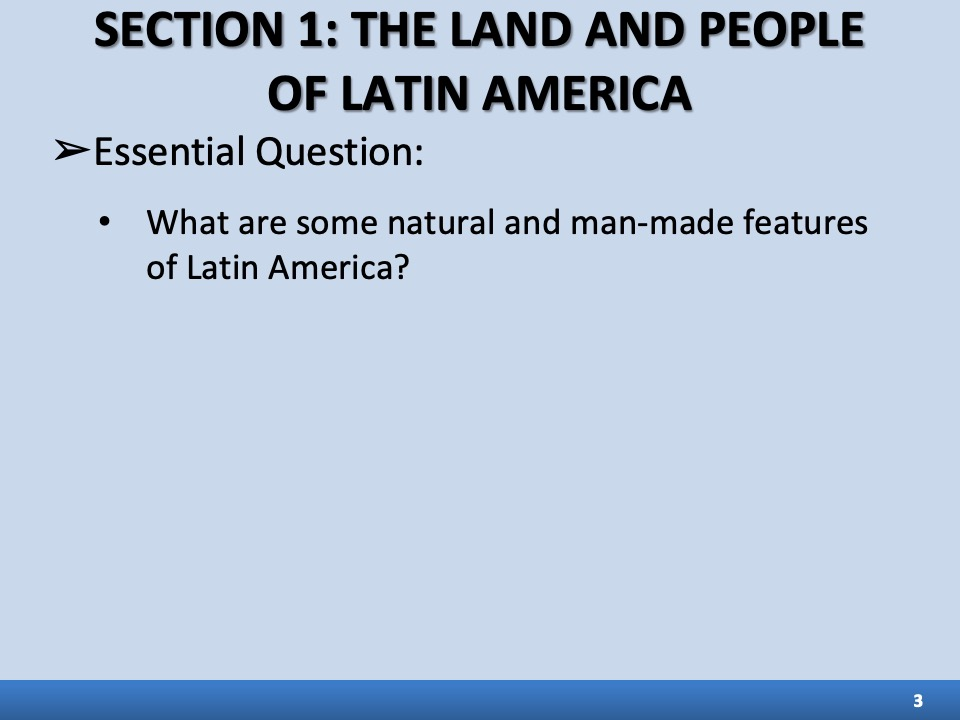 SECTION 1: THE LAND AND PEOPLE
OF LATIN AMERICA
➢Essential Question:
• What are some natural and man-made features
of Latin America?
3